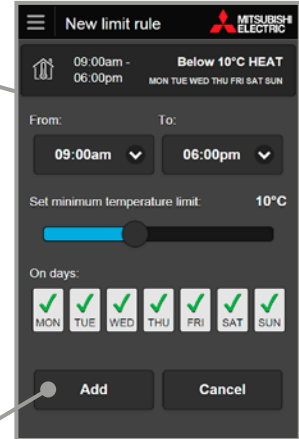 New limit rule
MITSUBISHI
ELECTRIC
09:00am -
06:00pm
Below 10°C HEAT
MON TUE WED THU FRI SAT SUN
From:
To:
09:00am
06:00pm
Set minimum temperature limit:
10°C
On days:
MON TUE WED THU FRI SAT SUN
Add
Cancel